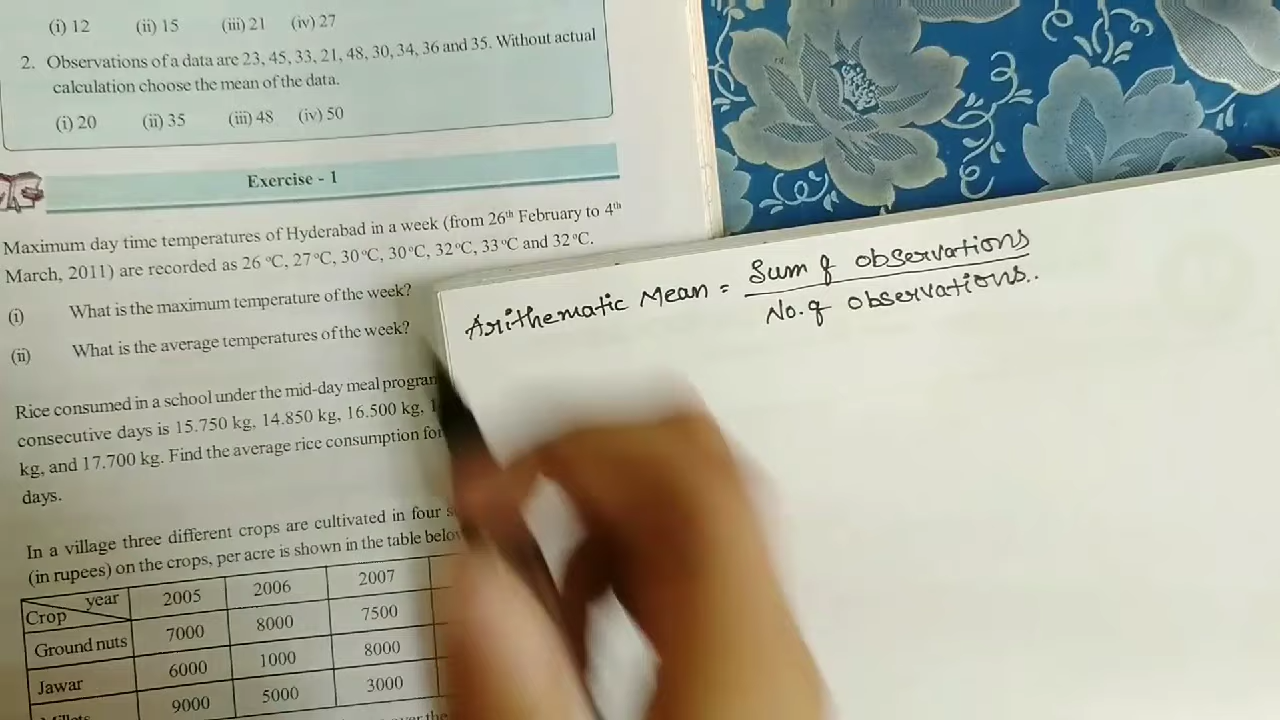 (i) 12 (ii) 15 (iii) 21 (iv) 27
2. Observations of a data are 23, 45, 33, 21, 48, 30, 34, 36 and 35. Without actual
calculation choose the mean of the data.
(i) 20 (ii) 35 (iii) 48 (iv) 50
Exercise - 1
Maximum day time temperatures of Hyderabad in a week (from 26th February to 4th
March, 2011) are recorded as 26 °C, 27 °C, 30 °C, 30 °C, 32 °C, 33 °C and 32 °C.
(i) What is the maximum temperature of the week?
(ii) What is the average temperatures of the week?
Rice consumed in a school under the mid-day meal
consecutive days is 15.750 kg, 14.850 kg, 16.500 kg,
kg, and 17.700 kg. Find the average rice consumption for
days.
In a village three different crops are cultivated in four
(in rupees) on the crops, per acre is shown in the table
year 2005 2006 2007
Crop
Ground nuts 7000 8000 7500
Jawar 6000 1000 8000
9000 5000 3000
the
Arithematic Mean = Sum of observations
No. of observations..